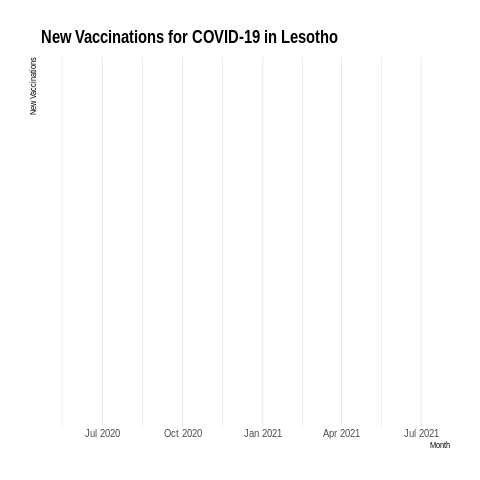 New Vaccinations for COVID-19 in Lesotho
New Vaccinations
Jul 2020 Oct 2020 Jan 2021 Apr 2021 Jul 2021
Month